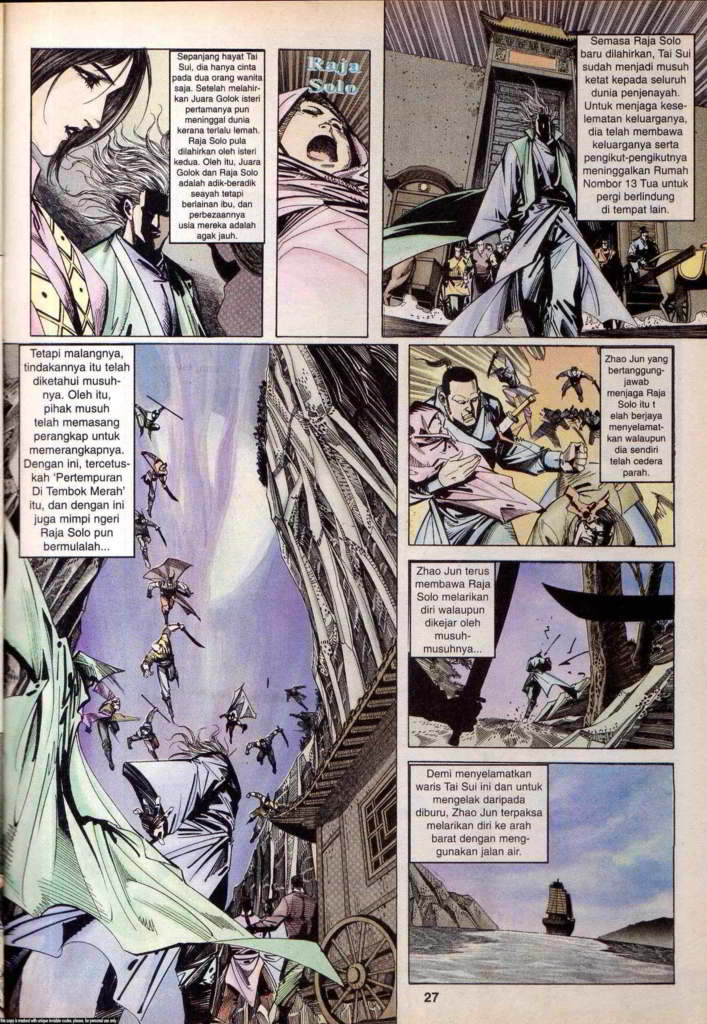 Sepanjang hayat Tai
Sui, dia hanya cinta
pada dua orang wanita
saja. Setelah melahir-
kan Juara Golok isteri
pertamanya pun
meninggal dunia
kerana terlalu lemah.
Raja Solo pula
dilahirkan oleh isteri
kedua. Oleh itu, Juara
Golok dan Raja Solo
adalah adik-beradik
seayah tetapi
berlainan ibu, dan
perbezaannya
usia mereka adalah
agak jauh.
Raja
Solo
Semasa Raja Solo
baru dilahirkan, Tai Sui
sudah menjadi musuh
ketat kepada seluruh
dunia penjenayah.
Untuk menjaga kese-
lematan keluarganya,
dia telah membawa
keluarganya serta
pengikut-pengikutnya
meninggalkan Rumah
Nombor 13 Tua untuk
pergi berlindung
di tempat lain.
Tetapi malangnya,
tindakannya itu telah
diketahui musuh-
nya. Oleh itu,
pihak musuh
telah memasang
perangkap untuk
memerangkapnya.
Dengan ini, tercetus-
kah 'Pertempuran
Di Tembok Merah'
itu, dan dengan ini
juga mimpi ngeri
Raja Solo pun
bermulalah...
Zhao Jun yang
bertanggung-
jawab
menjaga Raja
Solo itu t
elah berjaya
menyelamat-
kan walaupun
dia sendiri
telah cedera
parah.
Zhao Jun terus
membawa Raja
Solo melarikan
diri walaupun
dikejar oleh
musuh-
musuhnya...
Demi menyelamatkan
waris Tai Sui ini dan untuk
mengelak daripada
diburu, Zhao Jun terpaksa
melarikan diri ke arah
barat dengan meng-
gunakan jalan air.
27